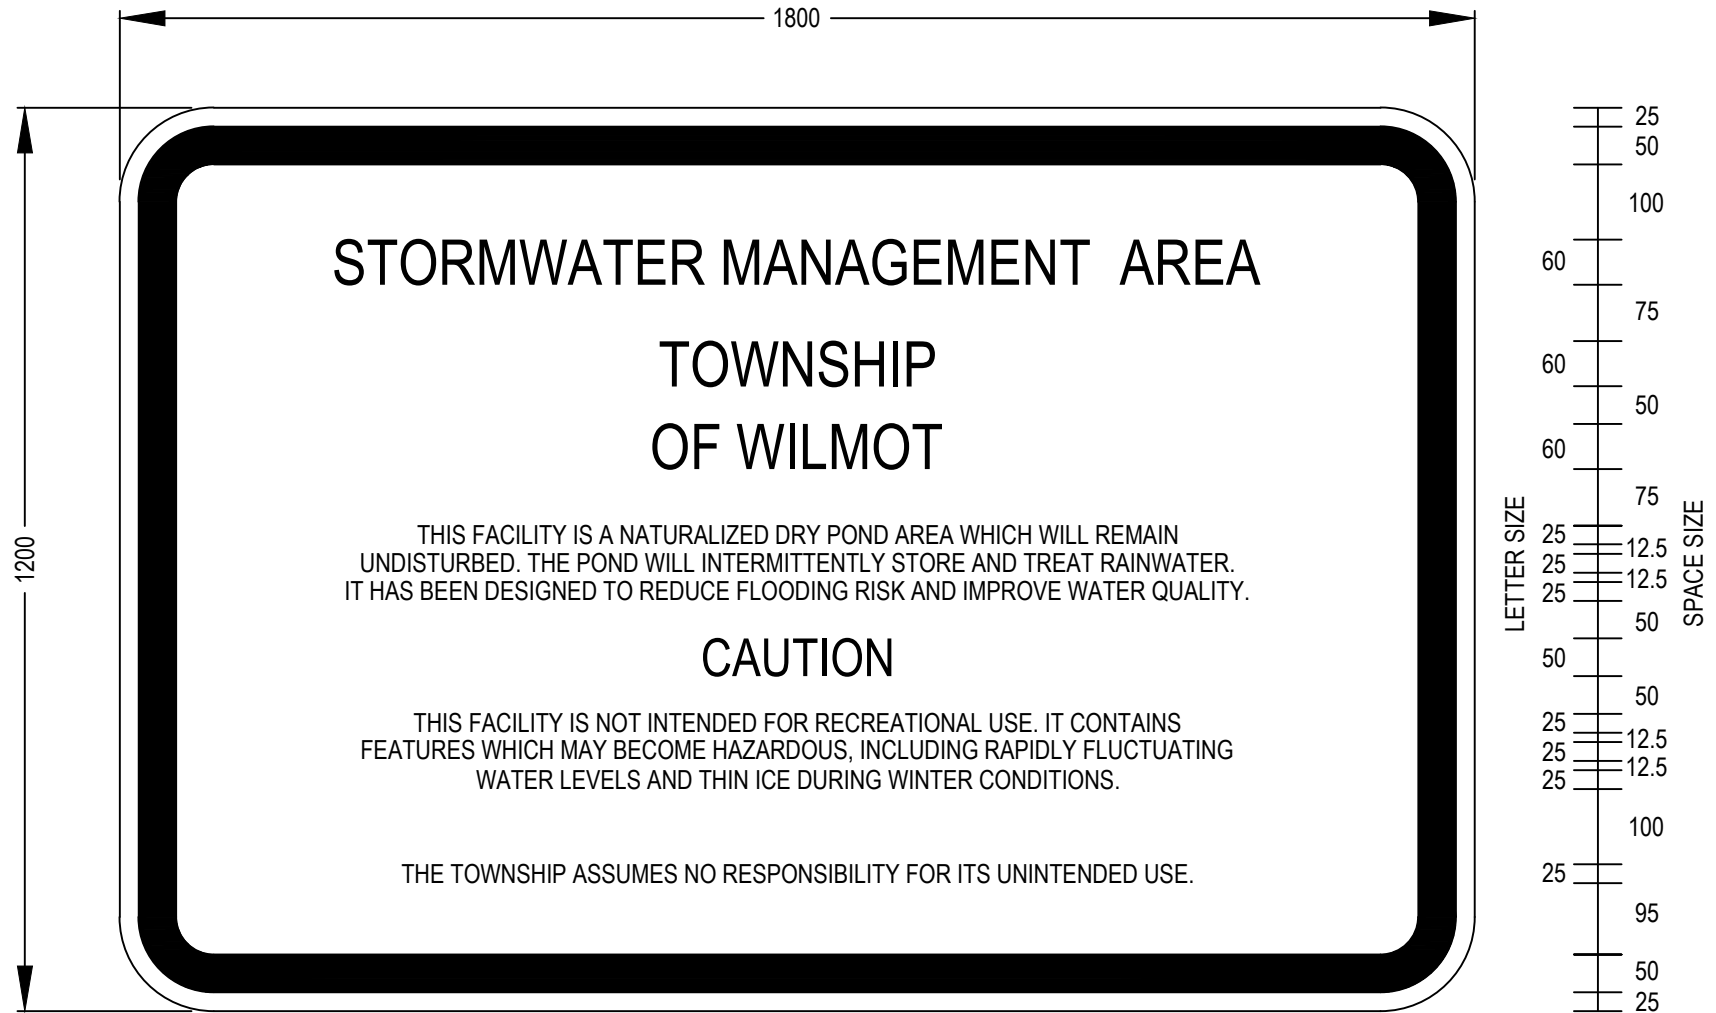 1800
1200
STORMWATER MANAGEMENT  AREA
TOWNSHIP
OF WILMOT
THIS FACILITY IS A NATURALIZED DRY POND AREA WHICH WILL REMAIN
UNDISTURBED. THE POND WILL INTERMITTENTLY STORE AND TREAT RAINWATER.
IT HAS BEEN DESIGNED TO REDUCE FLOODING RISK AND IMPROVE WATER QUALITY.
CAUTION
THIS FACILITY IS NOT INTENDED FOR RECREATIONAL USE. IT CONTAINS
FEATURES WHICH MAY BECOME HAZARDOUS, INCLUDING RAPIDLY FLUCTUATING
WATER LEVELS AND THIN ICE DURING WINTER CONDITIONS.
THE TOWNSHIP ASSUMES NO RESPONSIBILITY FOR ITS UNINTENDED USE.
LETTER SIZE
60
60
60
25
25
25
50
25
25
25
25
25
50
100
75
50
75
12.5
12.5
50
50
12.5
12.5
100
95
50
25
SPACE SIZE